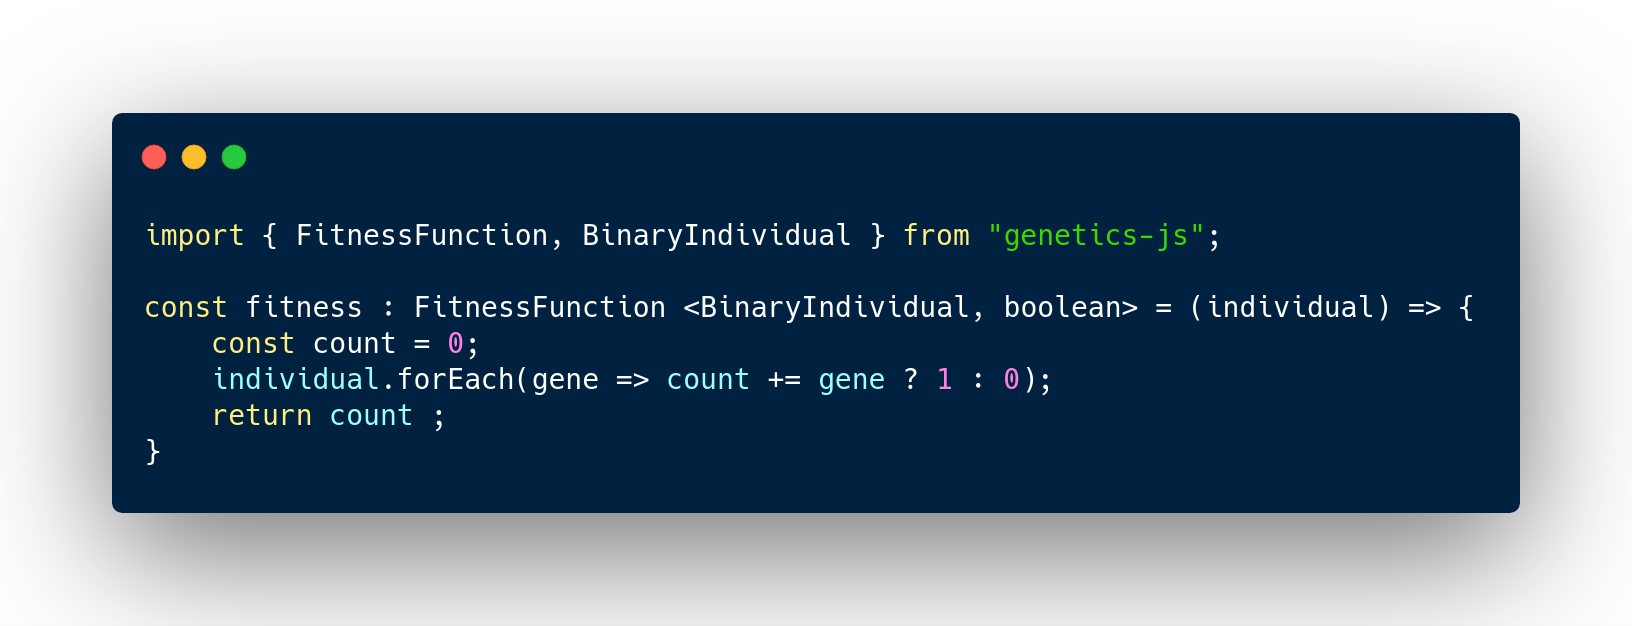 import { FitnessFunction, BinaryIndividual } from "genetics-js";
const fitness : FitnessFunction <BinaryIndividual, boolean> = (individual) => {
    const count = 0;
    individual.forEach(gene => count += gene ? 1 : 0);
    return count ;
}